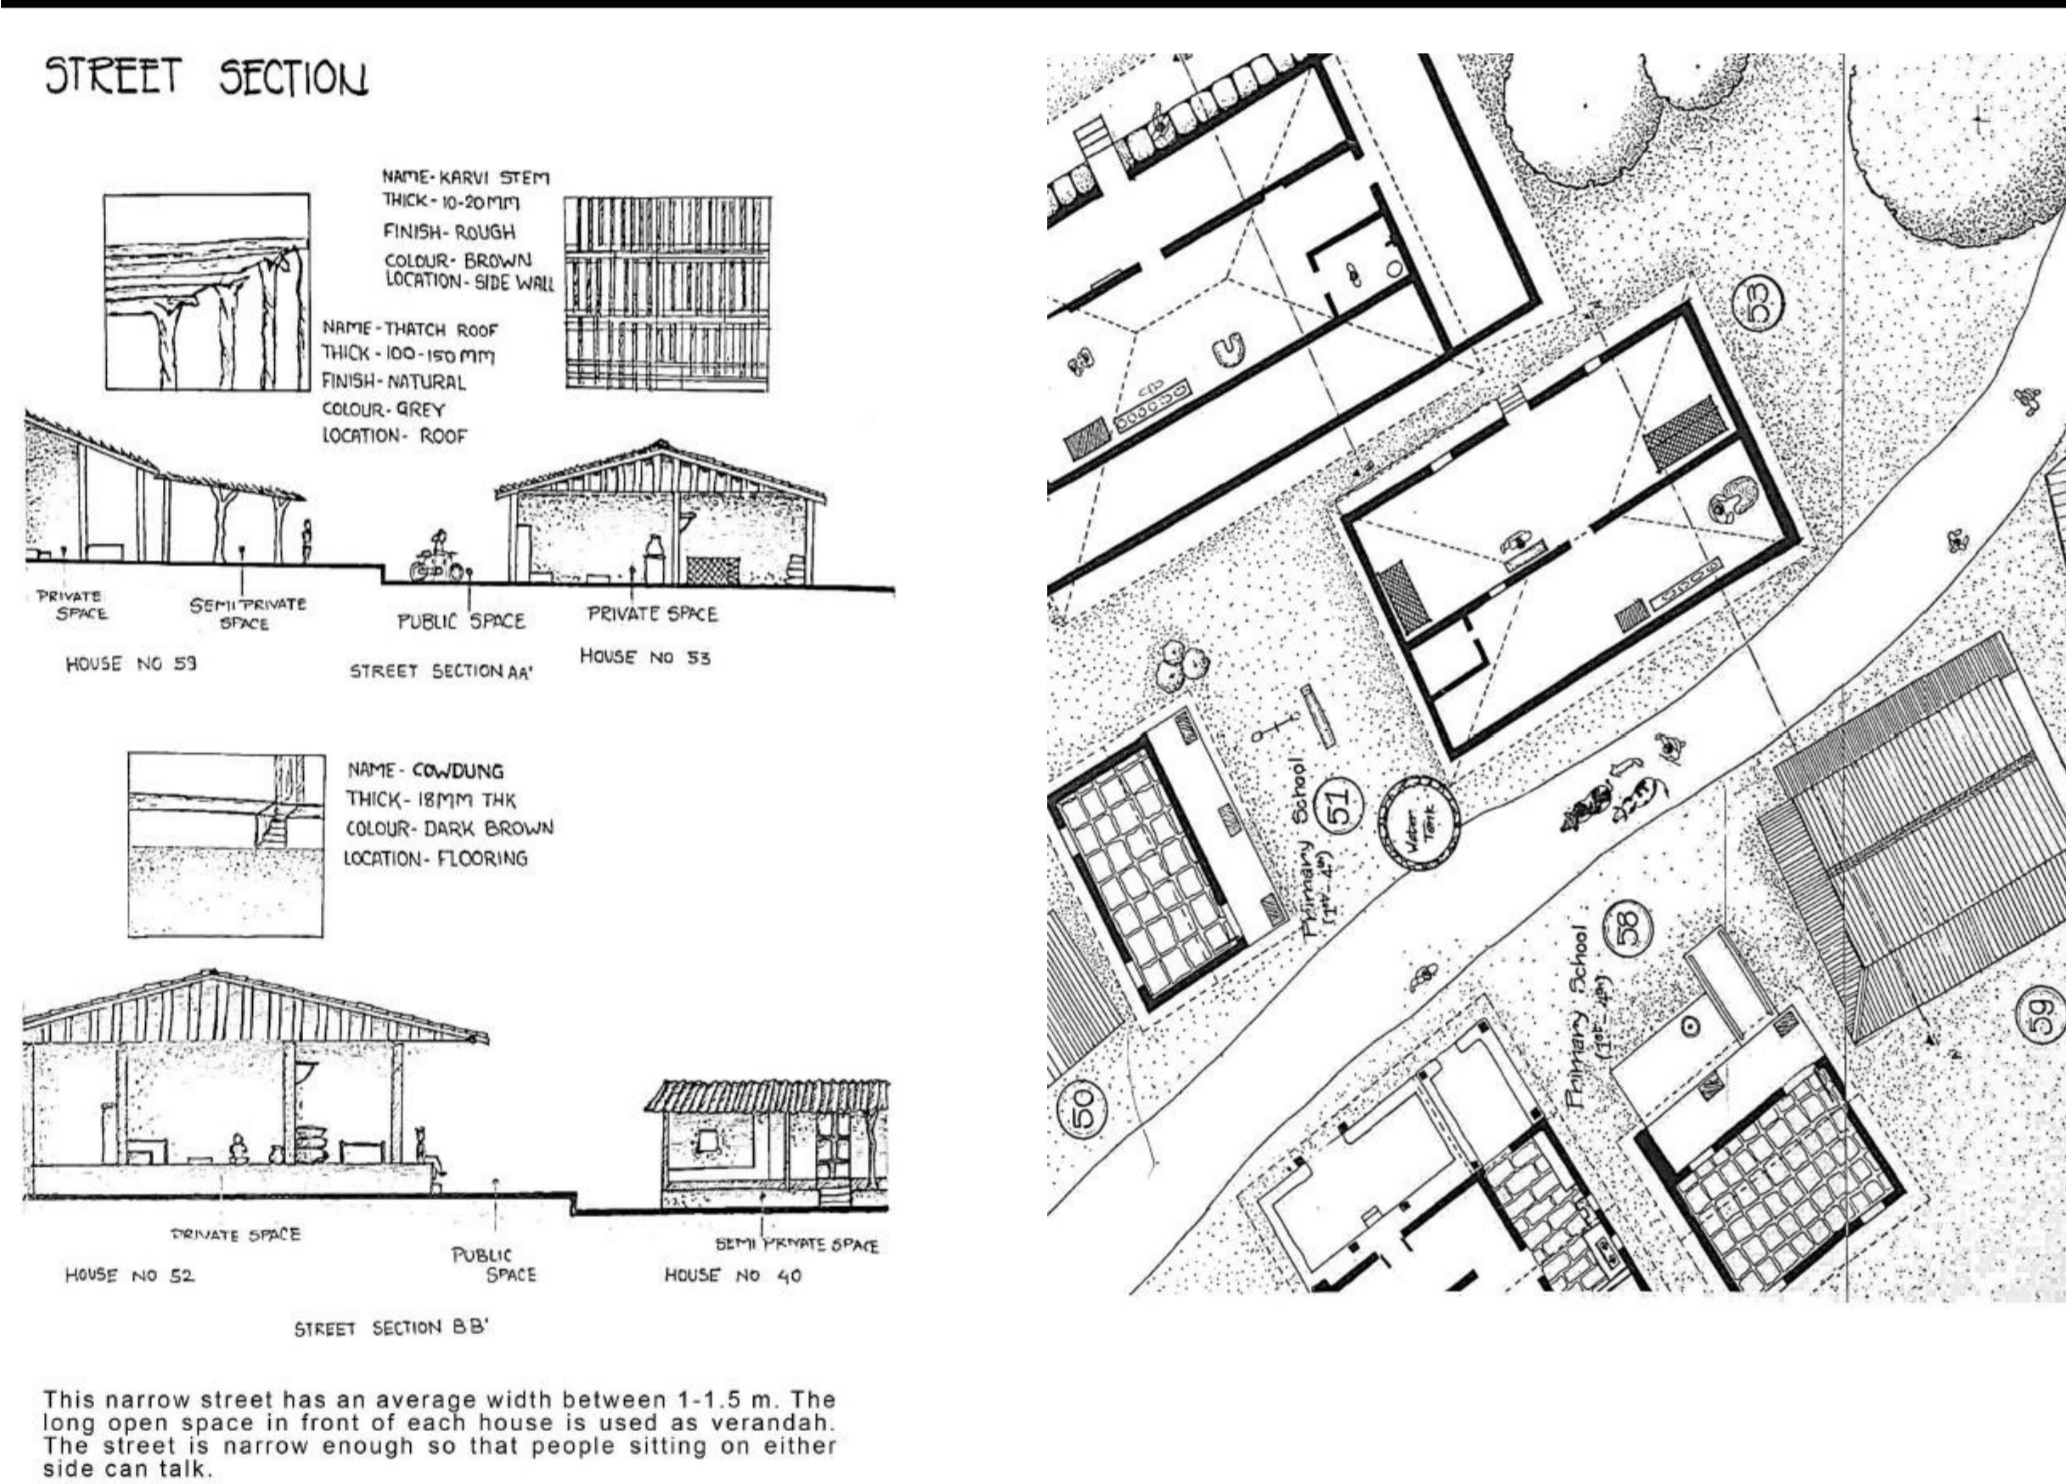 STREET SECTION
NAME- KARVI STEM
THICK- 10-20MM
FINISH- ROUGH
COLOUR- BROWN
LOCATION- SIDE WALL
NAME- THATCH ROOF
THICK- 100-150MM
FINISH- NATURAL
COLOUR- GREY
LOCATION- ROOF
PRIVATE
SPACE
SEMI PRIVATE
SPACE
PUBLIC SPACE
PRIVATE SPACE
HOUSE NO 59
STREET SECTION AA'
HOUSE NO 53
NAME- COWDUNG
THICK- 18MM THK
COLOUR- DARK BROWN
LOCATION- FLOORING
PRIVATE SPACE
PUBLIC
SPACE
SEMI PRIVATE SPACE
HOUSE NO 52
HOUSE NO 40
STREET SECTION BB'
This narrow street has an average width between 1-1.5 m. The
long open space in front of each house is used as verandah.
The street is narrow enough so that people sitting on either
side can talk.
53
Primary School
(1st-4th)
51
Water
Tank
Primary School
(1st-4th)
58
59
50